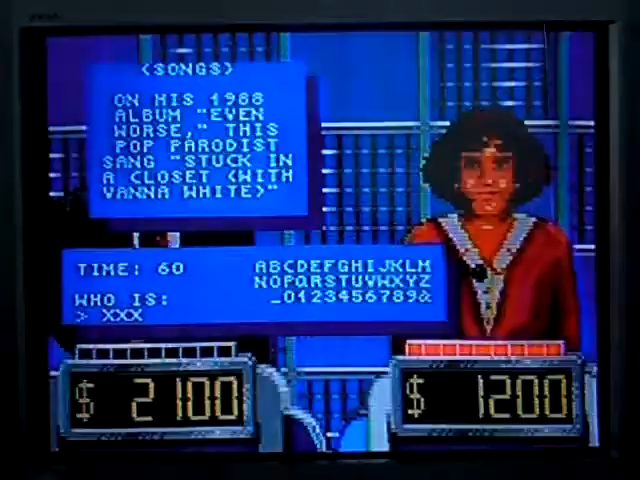 <SONGS>
ON HIS 1988
ALBUM "EVEN
WORSE," THIS
POP PARODIST
SANG "STUCK IN
A CLOSET <WITH
VANNA WHITE>"
TIME: 60
ABCDEFGHIJKLM
NOPQRSTUVWXYZ
_0123456789&
WHO IS:
> XXX
$ 2100
$ 1200